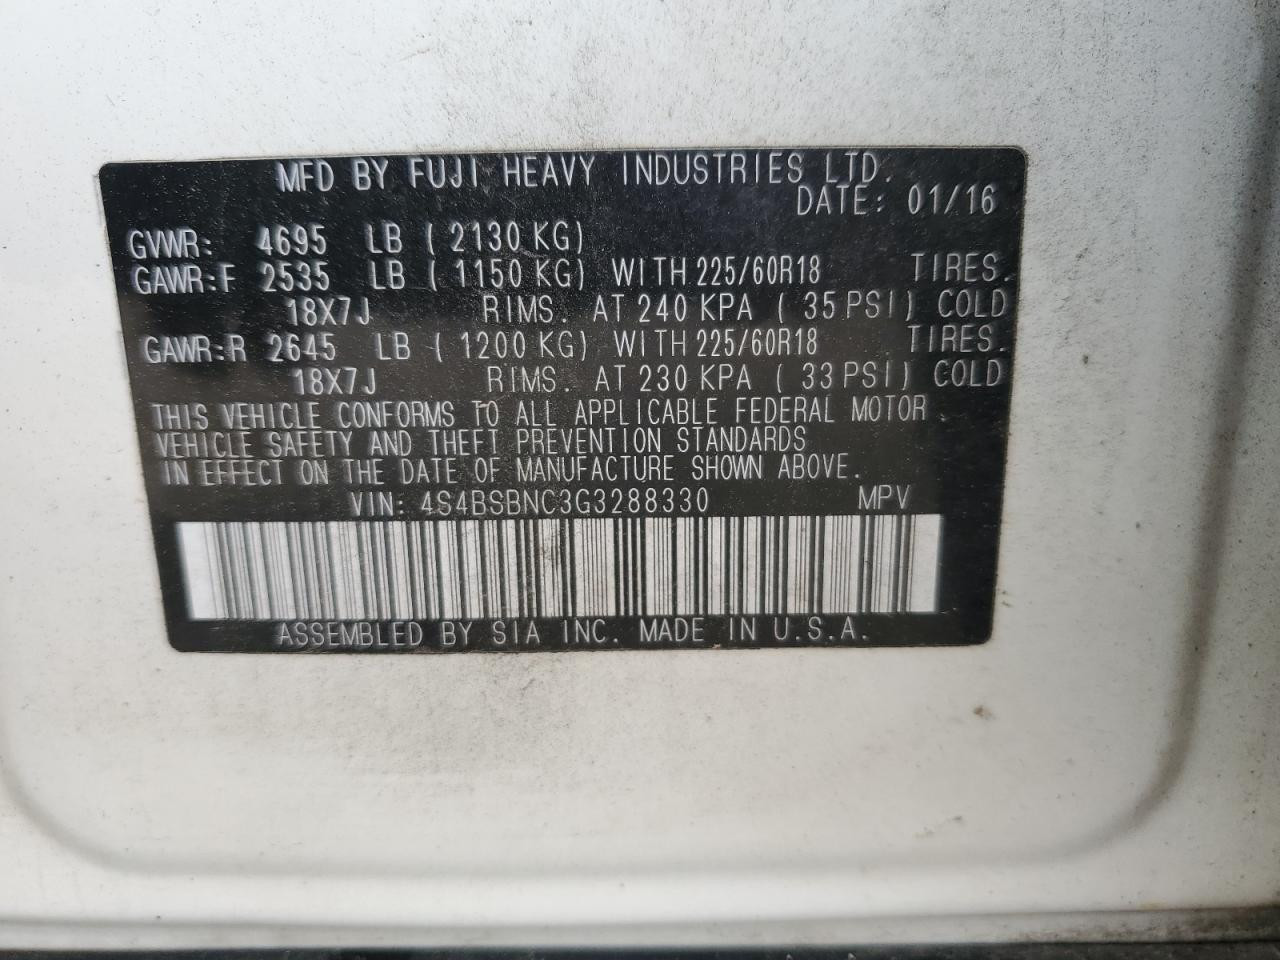 MFD BY FUJI HEAVY INDUSTRIES LTD.
DATE: 01/16
GVWR: 4695 LB ( 2130 KG)
GAWR:F 2535 LB ( 1150 KG) WITH 225/60R18 TIRES.
18X7J RIMS. AT 240 KPA ( 35 PSI) COLD
GAWR:R 2645 LB ( 1200 KG) WITH 225/60R18 TIRES.
18X7J RIMS. AT 230 KPA ( 33 PSI) COLD
THIS VEHICLE CONFORMS TO ALL APPLICABLE FEDERAL MOTOR
VEHICLE SAFETY AND THEFT PREVENTION STANDARDS
IN EFFECT ON THE DATE OF MANUFACTURE SHOWN ABOVE.
VIN: 4S4BSBNC3G3288330 MPV
ASSEMBLED BY SIA INC. MADE IN U.S.A.